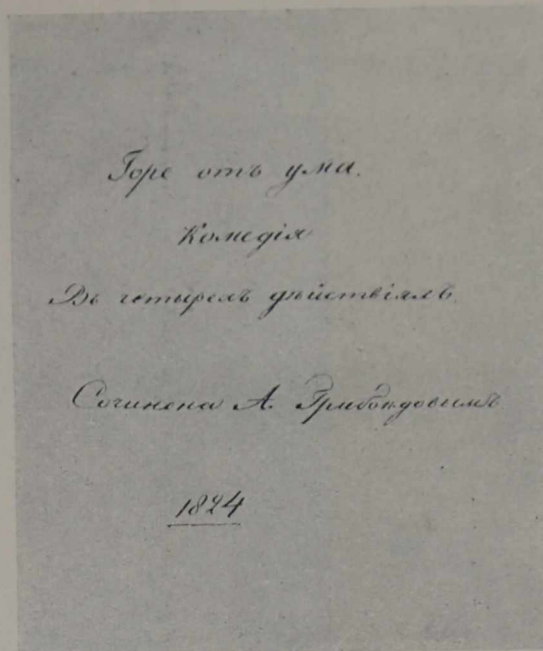 Горе отъ ума.
Комедія
Въ четырехъ дѣйствіяхъ
Сочинена А. Грибоѣдовымъ
1824